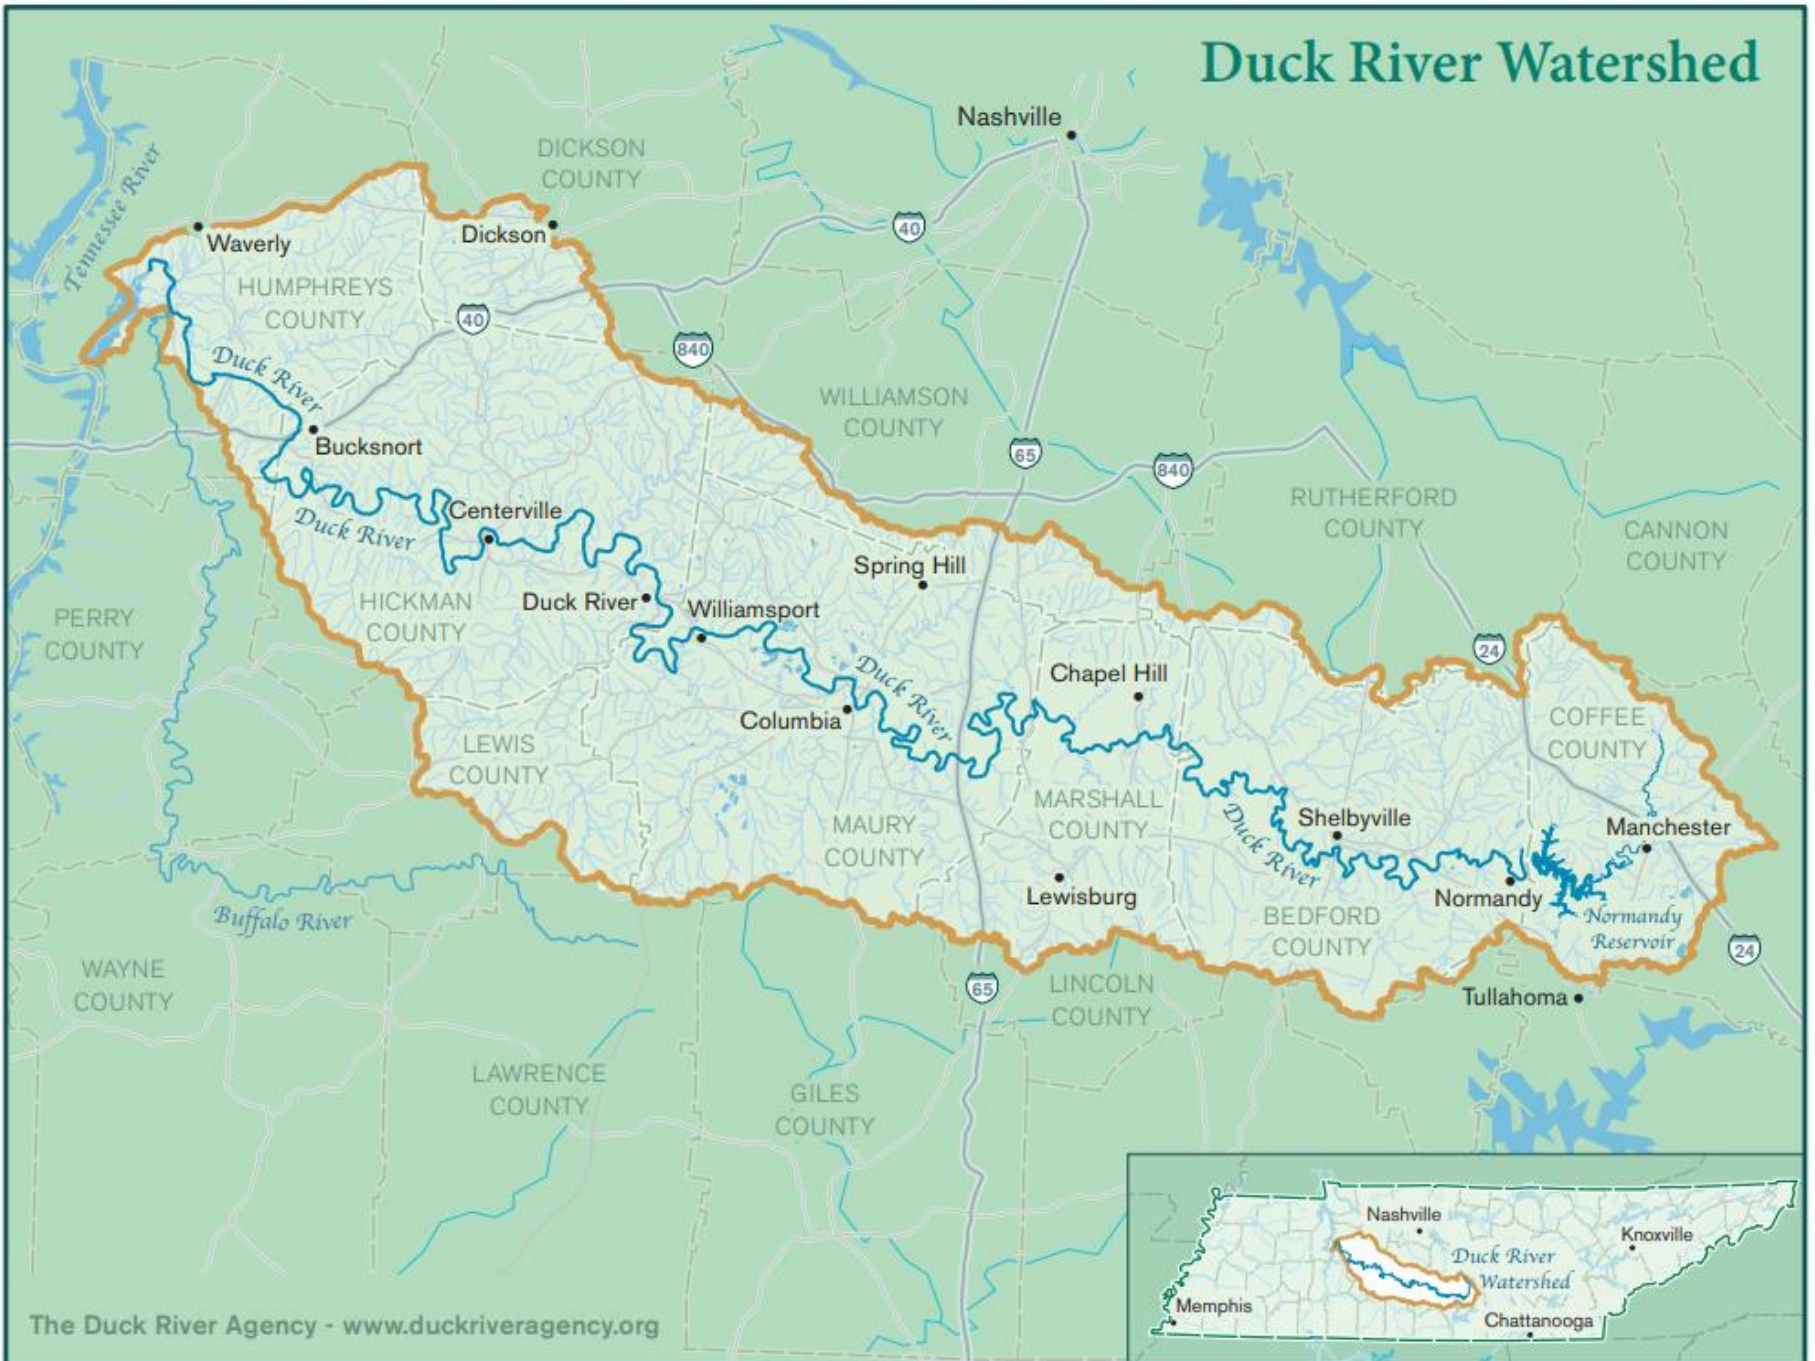 Duck River Watershed
Nashville
DICKSON
COUNTY
Tennessee River
40
Waverly
Dickson
HUMPHREYS
COUNTY
40
840
Duck River
WILLIAMSON
COUNTY
Bucksnort
65
840
RUTHERFORD
COUNTY
CANNON
COUNTY
Centerville
Duck River
Spring Hill
PERRY
COUNTY
HICKMAN
COUNTY
Duck River
Williamsport
24
Chapel Hill
Duck River
Columbia
COFFEE
COUNTY
LEWIS
COUNTY
MARSHALL
COUNTY
MAURY
COUNTY
Duck River
Shelbyville
Manchester
Lewisburg
Normandy
Normandy
Reservoir
Buffalo River
BEDFORD
COUNTY
24
WAYNE
COUNTY
65
LINCOLN
COUNTY
Tullahoma
LAWRENCE
COUNTY
GILES
COUNTY
Nashville
Knoxville
Duck River
Watershed
Memphis
Chattanooga
The Duck River Agency - www.duckriveragency.org